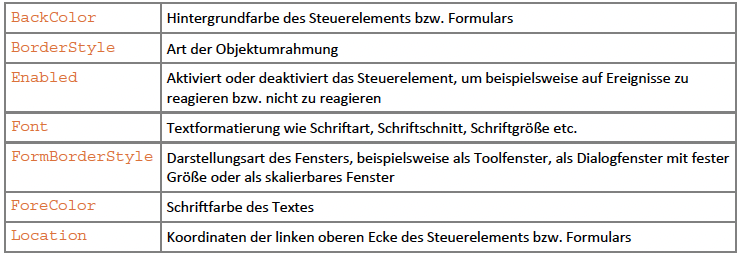 BackColor Hintergrundfarbe des Steuerelements bzw. Formulars
BorderStyle Art der Objektumrahmung
Enabled Aktiviert oder deaktiviert das Steuerelement, um beispielsweise auf Ereignisse zu
reagieren bzw. nicht zu reagieren
Font Textformatierung wie Schriftart, Schriftschnitt, Schriftgröße etc.
FormBorderStyle Darstellungsart des Fensters, beispielsweise als Toolfenster, als Dialogfenster mit fester
Größe oder als skalierbares Fenster
ForeColor Schriftfarbe des Textes
Location Koordinaten der linken oberen Ecke des Steuerelements bzw. Formulars